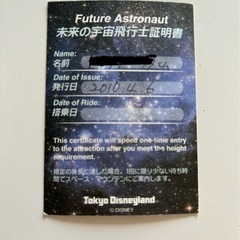 Future Astronaut
未来の宇宙飛行士証明書
Name:
名前
Date of Issue:
発行日 2010.4.6
Date of Ride:
搭乗日
This certificate will speed one-time entry
to the attraction after you meet the height
requirement.
規定の身長に達した場合、1回に限り少ない待ち時
間でスペース・マウンテンにご案内します。
Tokyo Disneyland
© DISNEY